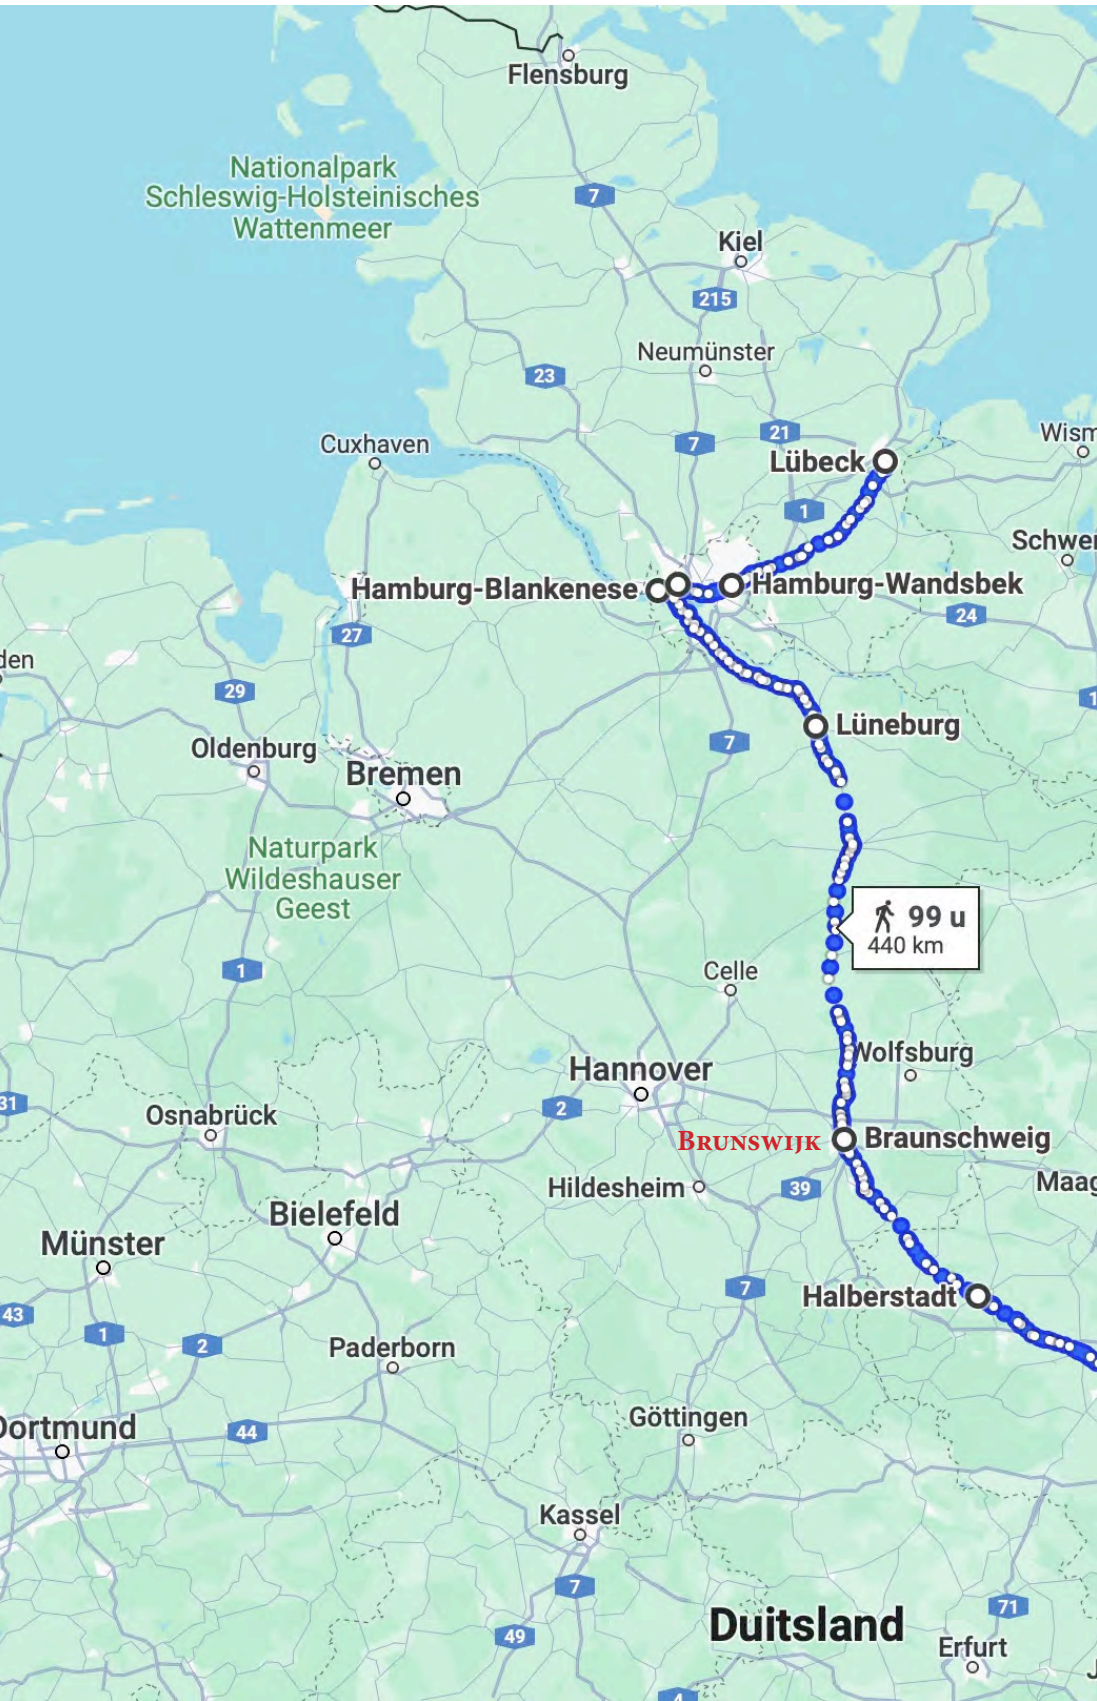 Flensburg
Nationalpark
Schleswig-Holsteinisches
Wattenmeer
7
Kiel
215
Neumünster
23
21
7
Cuxhaven
Wism
Lübeck
1
Schwer
Hamburg-Blankenese
Hamburg-Wandsbek
24
27
den
29
1
Lüneburg
7
Oldenburg
Bremen
Naturpark
Wildeshauser
Geest
99 u
440 km
1
Celle
Wolfsburg
Hannover
31
2
Osnabrück
Brunswijk
Braunschweig
Hildesheim
39
Maag
Bielefeld
Münster
7
Halberstadt
43
1
2
Paderborn
Göttingen
Dortmund
44
Kassel
7
71
Duitsland
49
Erfurt
J
4